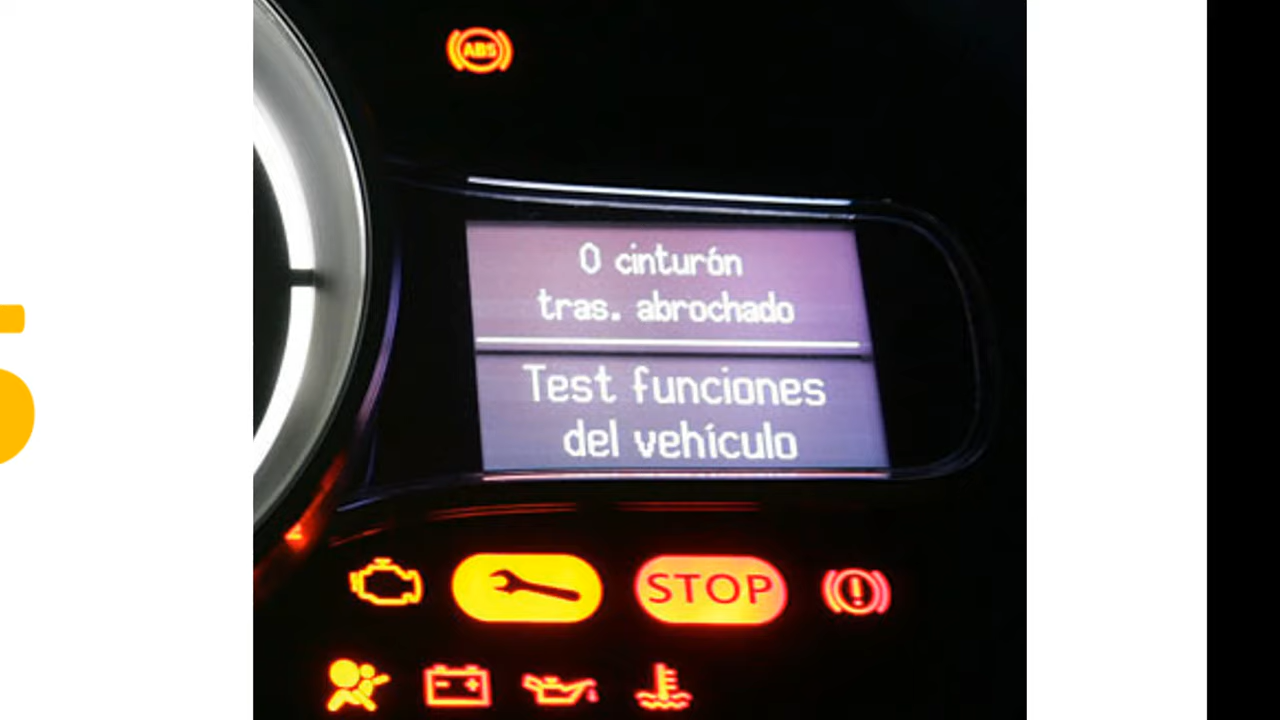 ABS
0 cinturón
tras. abrochado
Test funciones
del vehículo
STOP